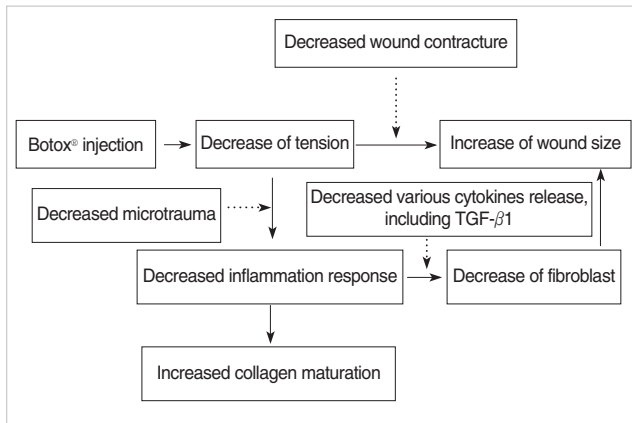 Decreased wound contracture
Botox® injection
Decrease of tension
Increase of wound size
Decreased microtrauma
Decreased various cytokines release,
including TGF-β1
Decreased inflammation response
Decrease of fibroblast
Increased collagen maturation